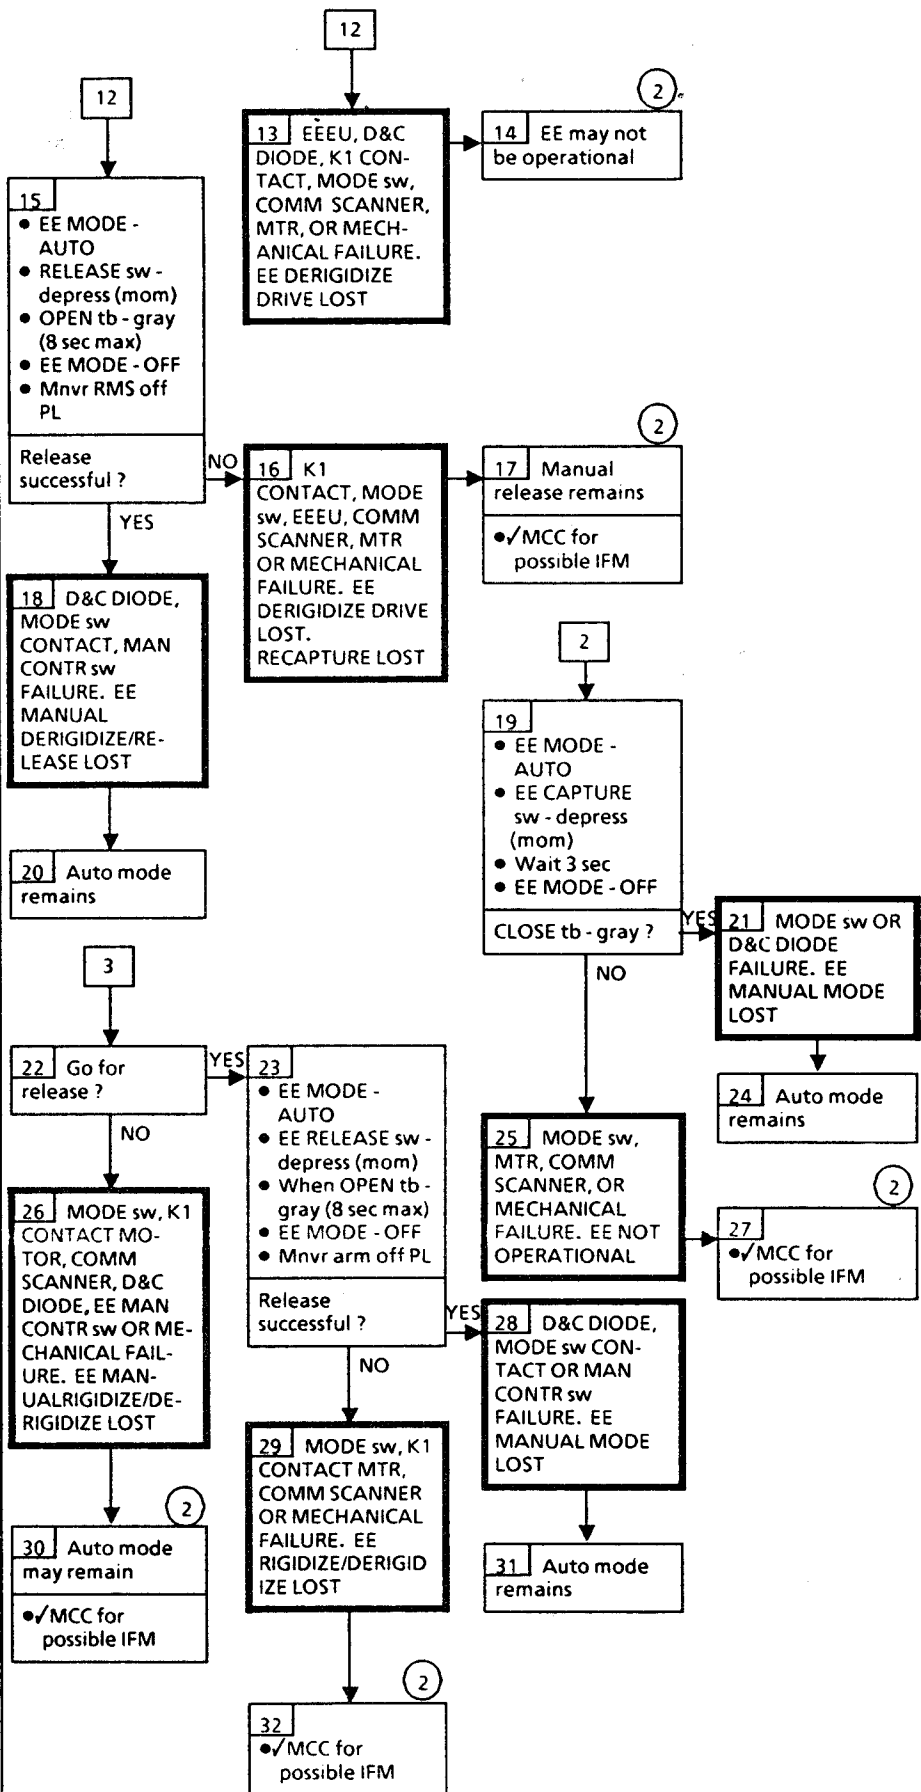 12
13 EEEU, D&C
DIODE, K1 CON-
TACT, MODE sw,
COMM SCANNER,
MTR, OR MECH-
ANICAL FAILURE.
EE DERIGIDIZE
DRIVE LOST
2
14 EE may not
be operational
12
15
• EE MODE -
AUTO
• RELEASE sw -
depress (mom)
• OPEN tb - gray
(8 sec max)
• EE MODE - OFF
• Mnvr RMS off
PL
Release
successful ?
NO
YES
16 K1
CONTACT, MODE
sw, EEEU, COMM
SCANNER, MTR
OR MECHANICAL
FAILURE. EE
DERIGIDIZE DRIVE
LOST.
RECAPTURE LOST
2
17 Manual
release remains
•✓MCC for
possible IFM
18 D&C DIODE,
MODE sw
CONTACT, MAN
CONTR sw
FAILURE. EE
MANUAL
DERIGIDIZE/RE-
LEASE LOST
20 Auto mode
remains
2
19
• EE MODE -
AUTO
• EE CAPTURE
sw - depress
(mom)
• Wait 3 sec
• EE MODE - OFF
CLOSE tb - gray ?
YES
NO
21 MODE sw OR
D&C DIODE
FAILURE. EE
MANUAL MODE
LOST
24 Auto mode
remains
25 MODE sw,
MTR, COMM
SCANNER, OR
MECHANICAL
FAILURE. EE NOT
OPERATIONAL
2
27
•✓MCC for
possible IFM
3
22 Go for
release ?
YES
NO
23
• EE MODE -
AUTO
• EE RELEASE sw -
depress (mom)
• When OPEN tb -
gray (8 sec max)
• EE MODE - OFF
• Mnvr arm off PL
Release
successful ?
YES
NO
26 MODE sw, K1
CONTACT MO-
TOR, COMM
SCANNER, D&C
DIODE, EE MAN
CONTR sw OR ME-
CHANICAL FAIL-
URE. EE MAN-
UALRIGIDIZE/DE-
RIGIDIZE LOST
2
30 Auto mode
may remain
•✓MCC for
possible IFM
28 D&C DIODE,
MODE sw CON-
TACT OR MAN
CONTR sw
FAILURE. EE
MANUAL MODE
LOST
31 Auto mode
remains
29 MODE sw, K1
CONTACT MTR,
COMM SCANNER
OR MECHANICAL
FAILURE. EE
RIGIDIZE/DERIGID
IZE LOST
2
32
•✓MCC for
possible IFM